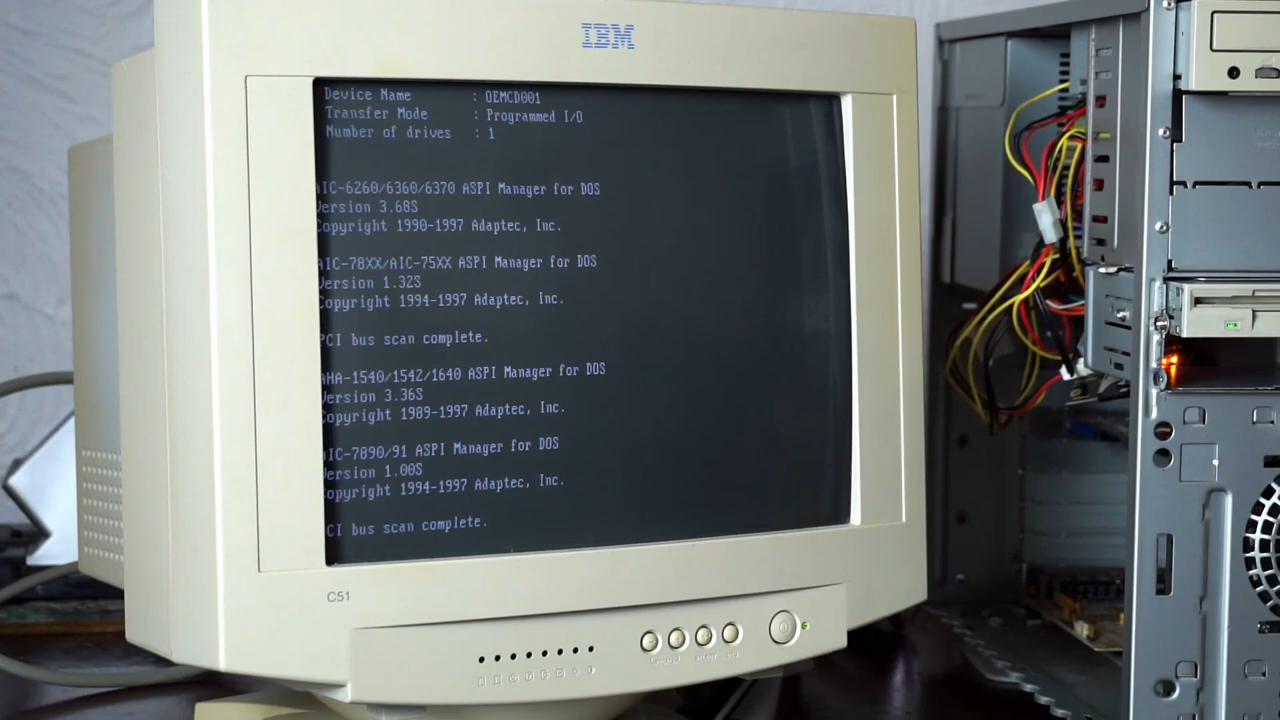 IBM
Device Name : OEMCD001
Transfer Mode : Programmed I/O
Number of drives : 1
AIC-6260/6360/6370 ASPI Manager for DOS
Version 3.68S
Copyright 1990-1997 Adaptec, Inc.
AIC-78XX/AIC-75XX ASPI Manager for DOS
Version 1.32S
Copyright 1994-1997 Adaptec, Inc.
PCI bus scan complete.
AHA-1540/1542/1640 ASPI Manager for DOS
Version 3.36S
Copyright 1989-1997 Adaptec, Inc.
AIC-7890/91 ASPI Manager for DOS
Version 1.00S
Copyright 1994-1997 Adaptec, Inc.
PCI bus scan complete.
C51